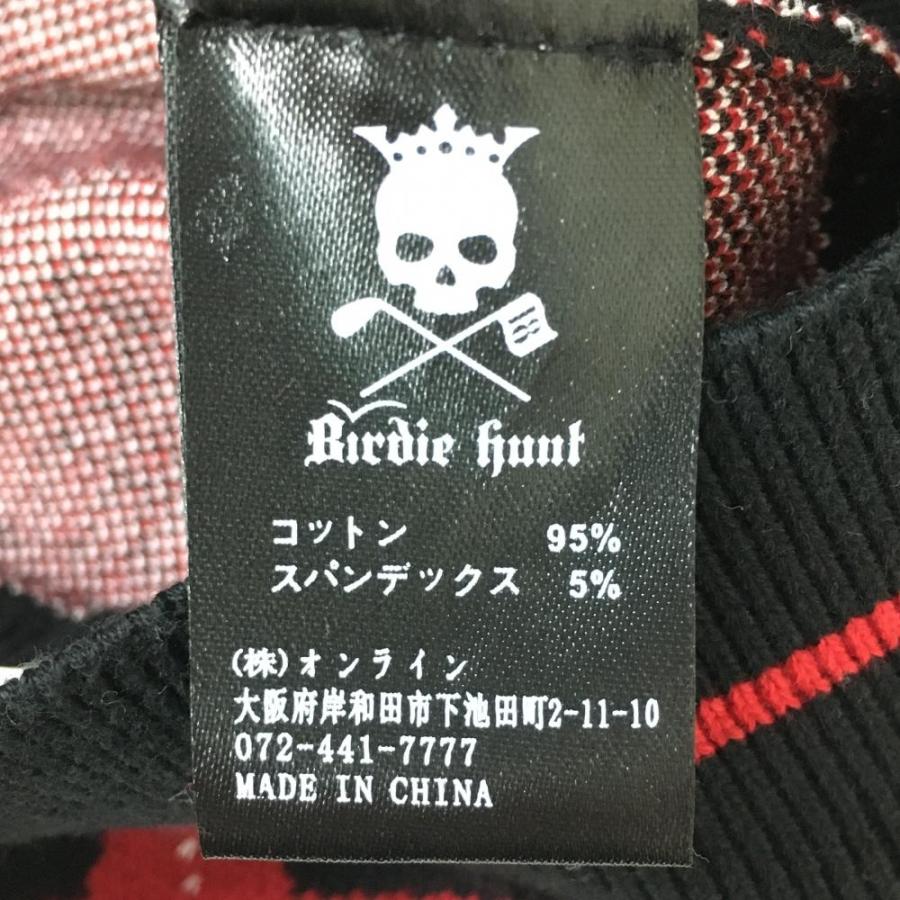 18
Birdie hunt
コットン 95%
スパンデックス 5%
(株)オンライン
大阪府岸和田市下池田町2-11-10
072-441-7777
MADE IN CHINA